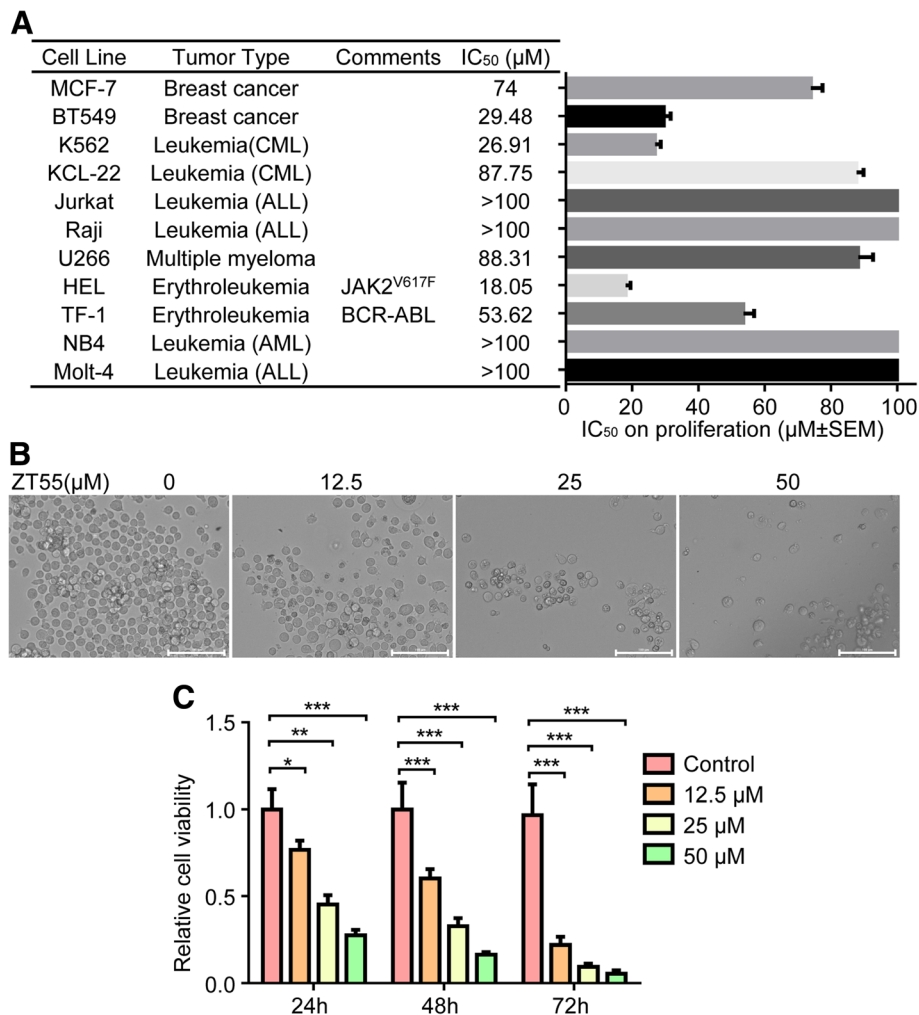 A
Cell Line Tumor Type Comments IC50 (μM)
MCF-7 Breast cancer 74
BT549 Breast cancer 29.48
K562 Leukemia(CML) 26.91
KCL-22 Leukemia (CML) 87.75
Jurkat Leukemia (ALL) >100
Raji Leukemia (ALL) >100
U266 Multiple myeloma 88.31
HEL Erythroleukemia JAK2V617F 18.05
TF-1 Erythroleukemia BCR-ABL 53.62
NB4 Leukemia (AML) >100
Molt-4 Leukemia (ALL) >100
0 20 40 60 80 100
IC50 on proliferation (μM±SEM)
B
ZT55(μM) 0 12.5 25 50
C
Relative cell viability
1.5
1.0
0.5
0.0
*** *** ***
** *** ***
* *** ***
24h 48h 72h
Control
12.5 μM
25 μM
50 μM